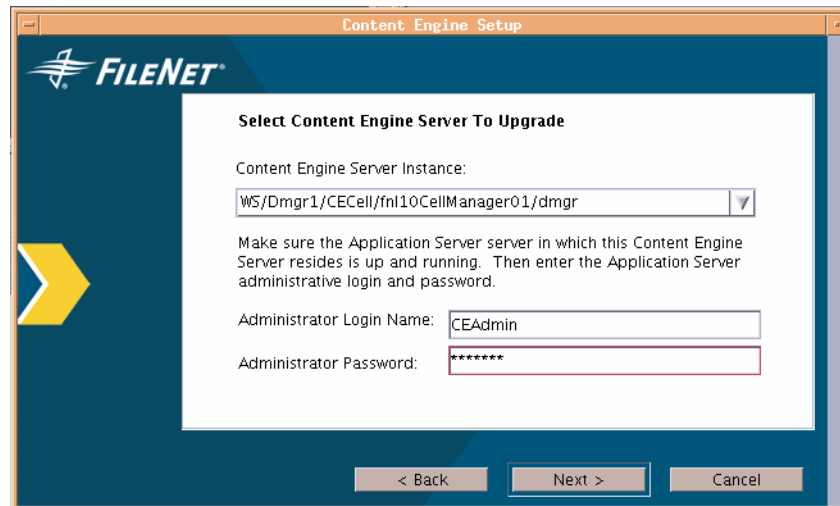 Content Engine Setup
FILENET
Select Content Engine Server To Upgrade
Content Engine Server Instance:
WS/Dmgr1/CECell/fnl10CellManager01/dmgr
Make sure the Application Server server in which this Content Engine
Server resides is up and running. Then enter the Application Server
administrative login and password.
Administrator Login Name: CEAdmin
Administrator Password: *******
< Back Next > Cancel